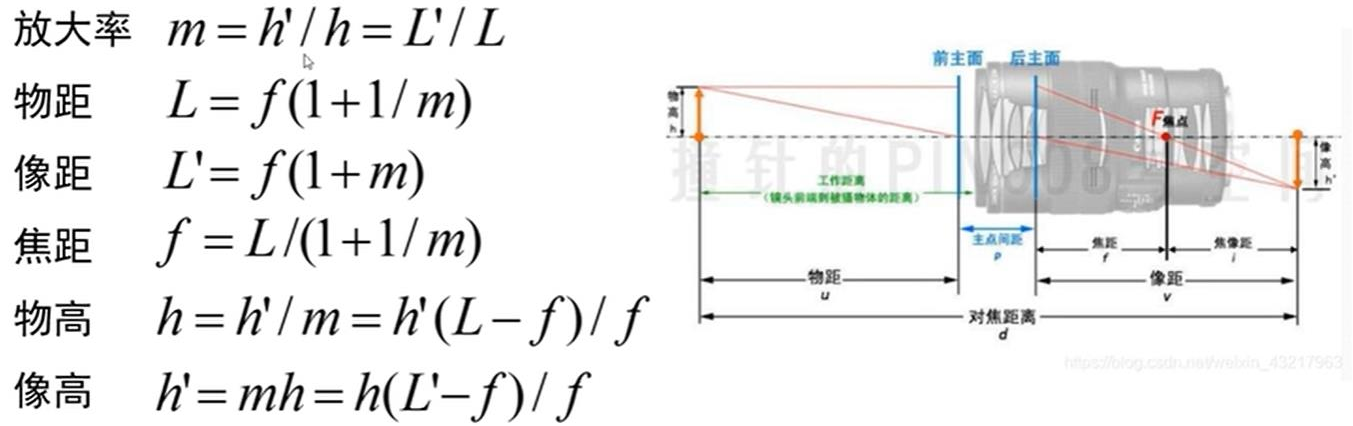 放大率 m = h'/h = L'/L
物距 L = f(1+1/m)
像距 L' = f(1+m)
焦距 f = L/(1+1/m)
物高 h = h'/m = h'(L-f)/f
像高 h' = mh = h(L'-f)/f
前主面 后主面
物高 h
F焦点
像高 h'
工作距离
(镜头前端到被摄物体的距离)
主点间距
p
焦距
f
焦像距
i
物距
u
像距
v
对焦距离
d
https://blog.csdn.net/weixin_43217963